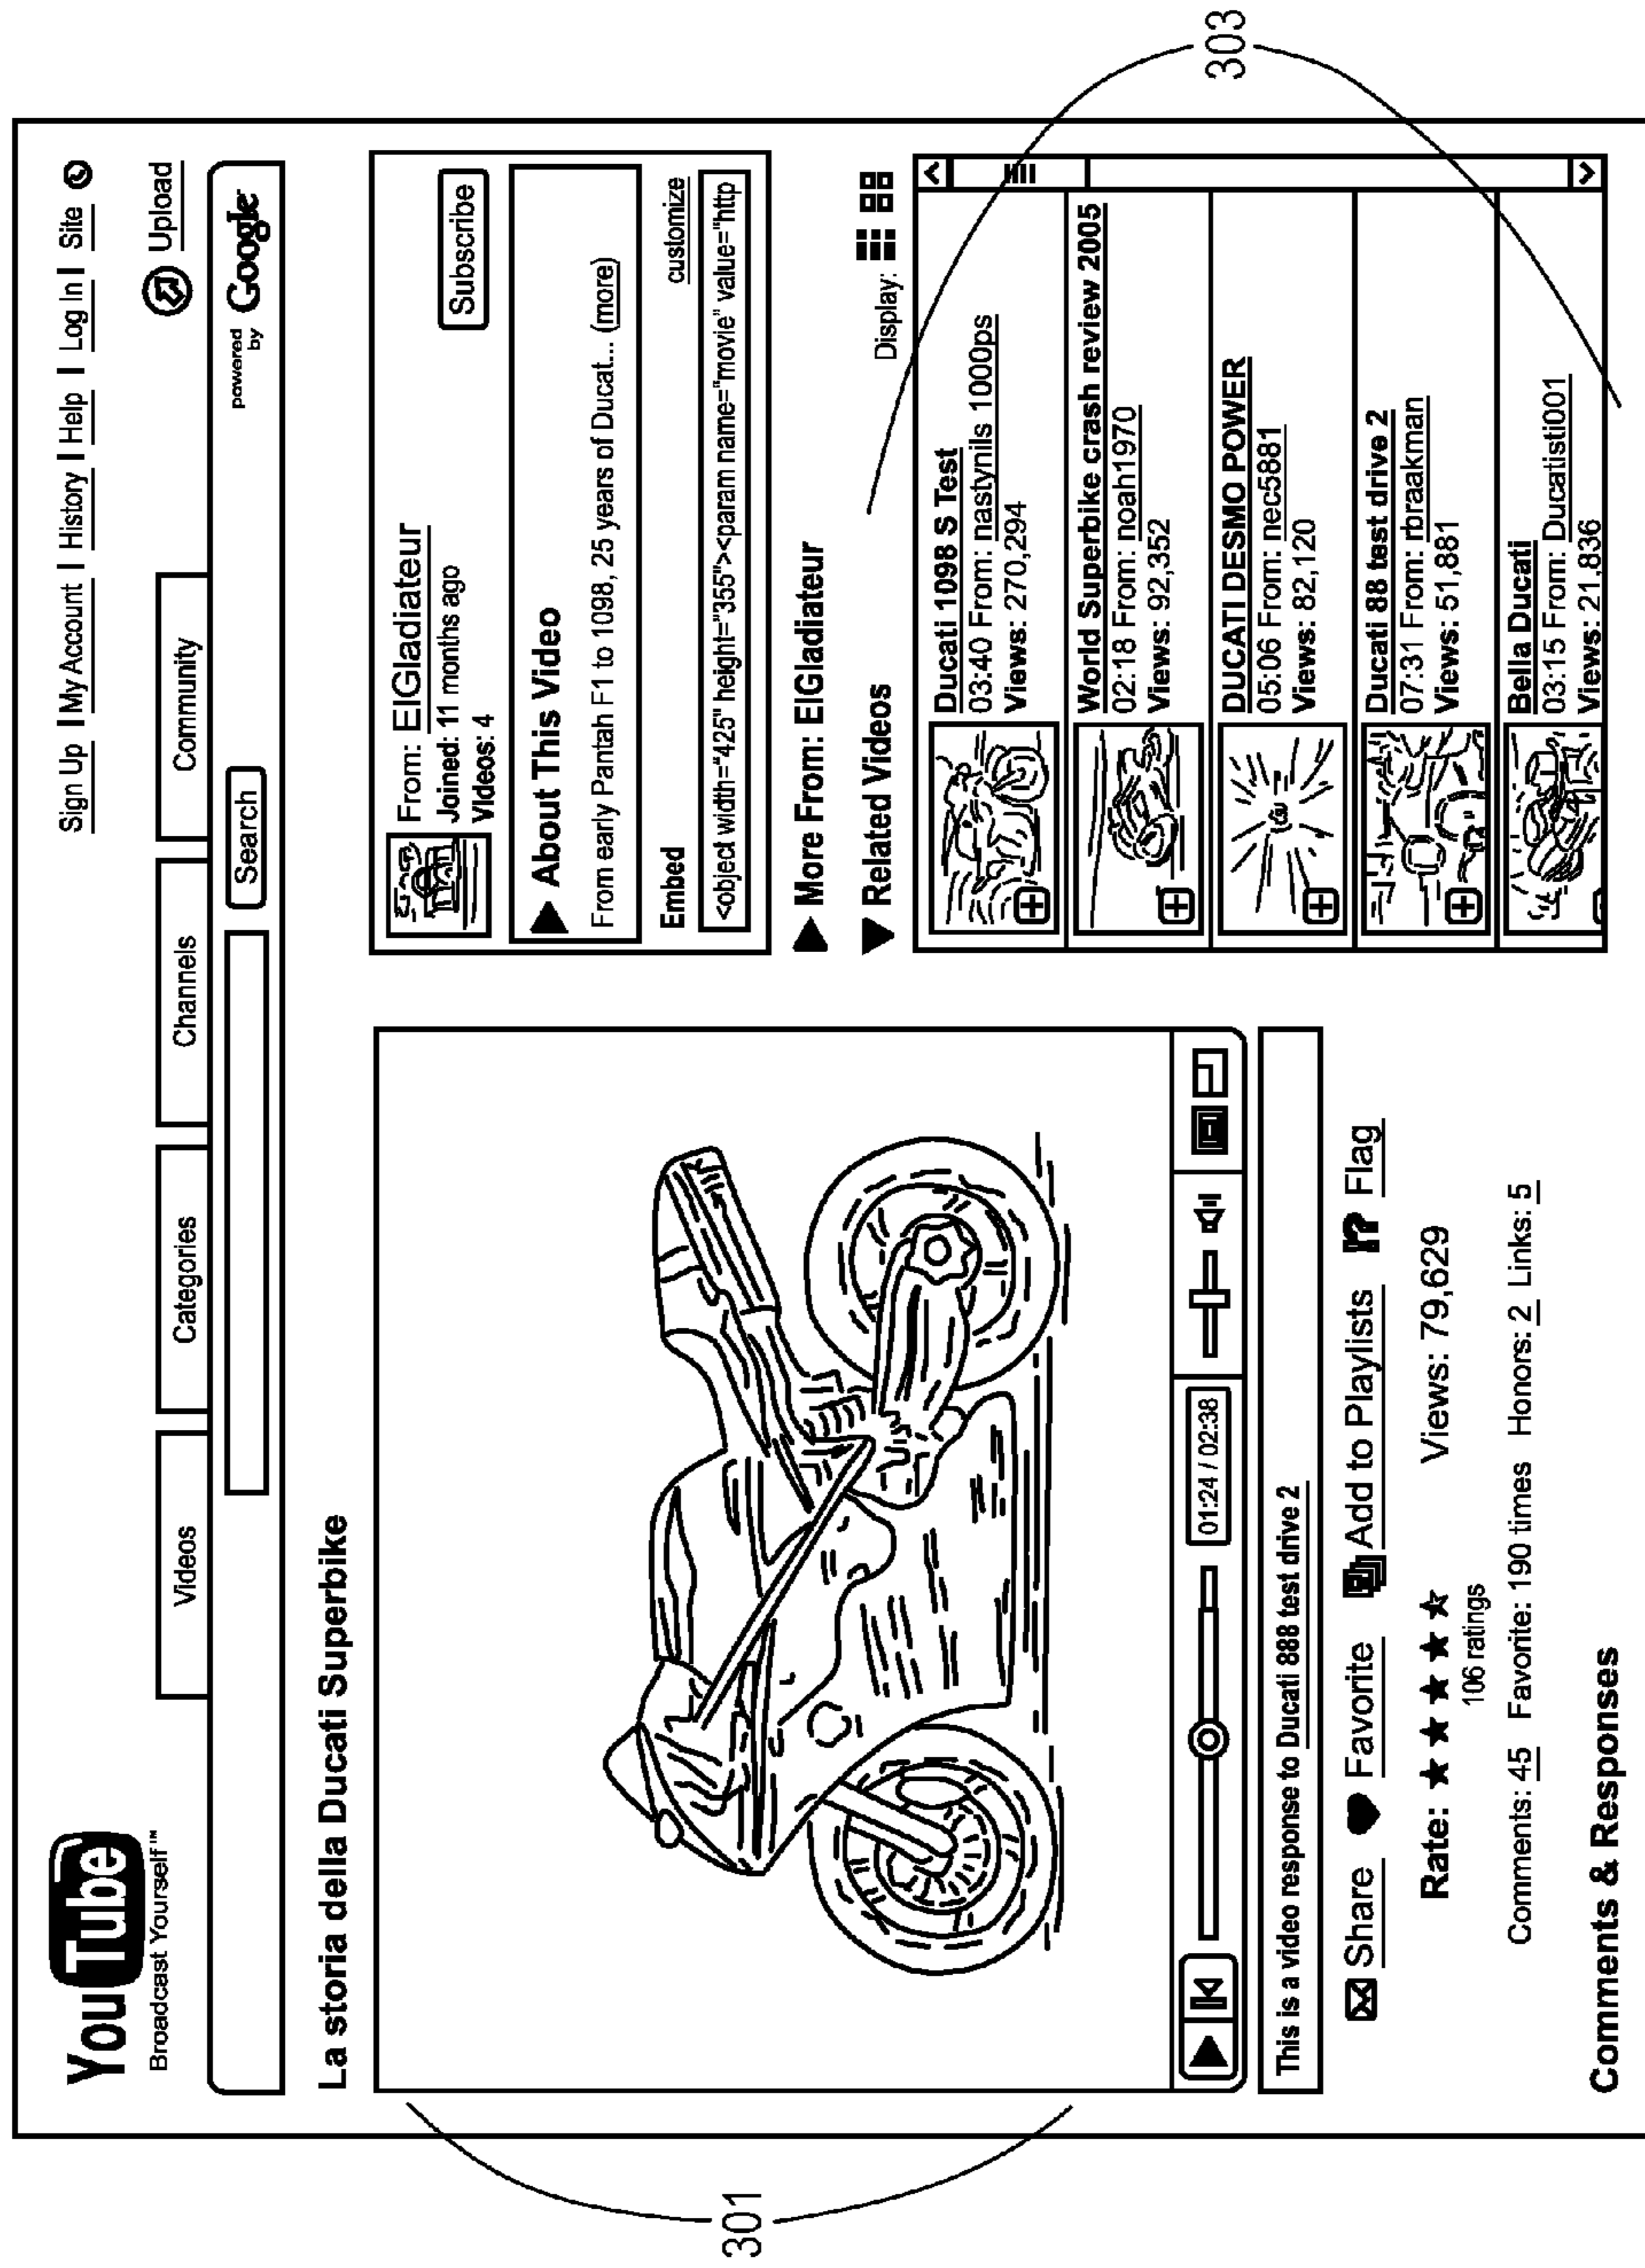 YouTube
Broadcast Yourself™
Sign Up | My Account | History | Help | Log In | Site
Upload
Videos
Categories
Channels
Community
Search
powered by Google
La storia della Ducati Superbike
01:24 / 02:38
This is a video response to Ducati 888 test drive 2
Share Favorite Add to Playlists !? Flag
Rate: ★★★★★ Views: 79,629
106 ratings
Comments: 45 Favorite: 190 times Honors: 2 Links: 5
Comments & Responses
From: ElGladiateur
Joined: 11 months ago
Videos: 4
Subscribe
About This Video
From early Pantah F1 to 1098, 25 years of Ducat... (more)
Embed customize
<object width="425" height="355"><param name="movie" value="http
More From: ElGladiateur
Related Videos
Display:
Ducati 1098 S Test
03:40 From: nastynils 1000ps
Views: 270,294
World Superbike crash review 2005
02:18 From: noah1970
Views: 92,352
DUCATI DESMO POWER
05:06 From: nec5881
Views: 82,120
Ducati 88 test drive 2
07:31 From: rbraakman
Views: 51,881
Bella Ducati
03:15 From: Ducatisti001
Views: 21,836
301
303